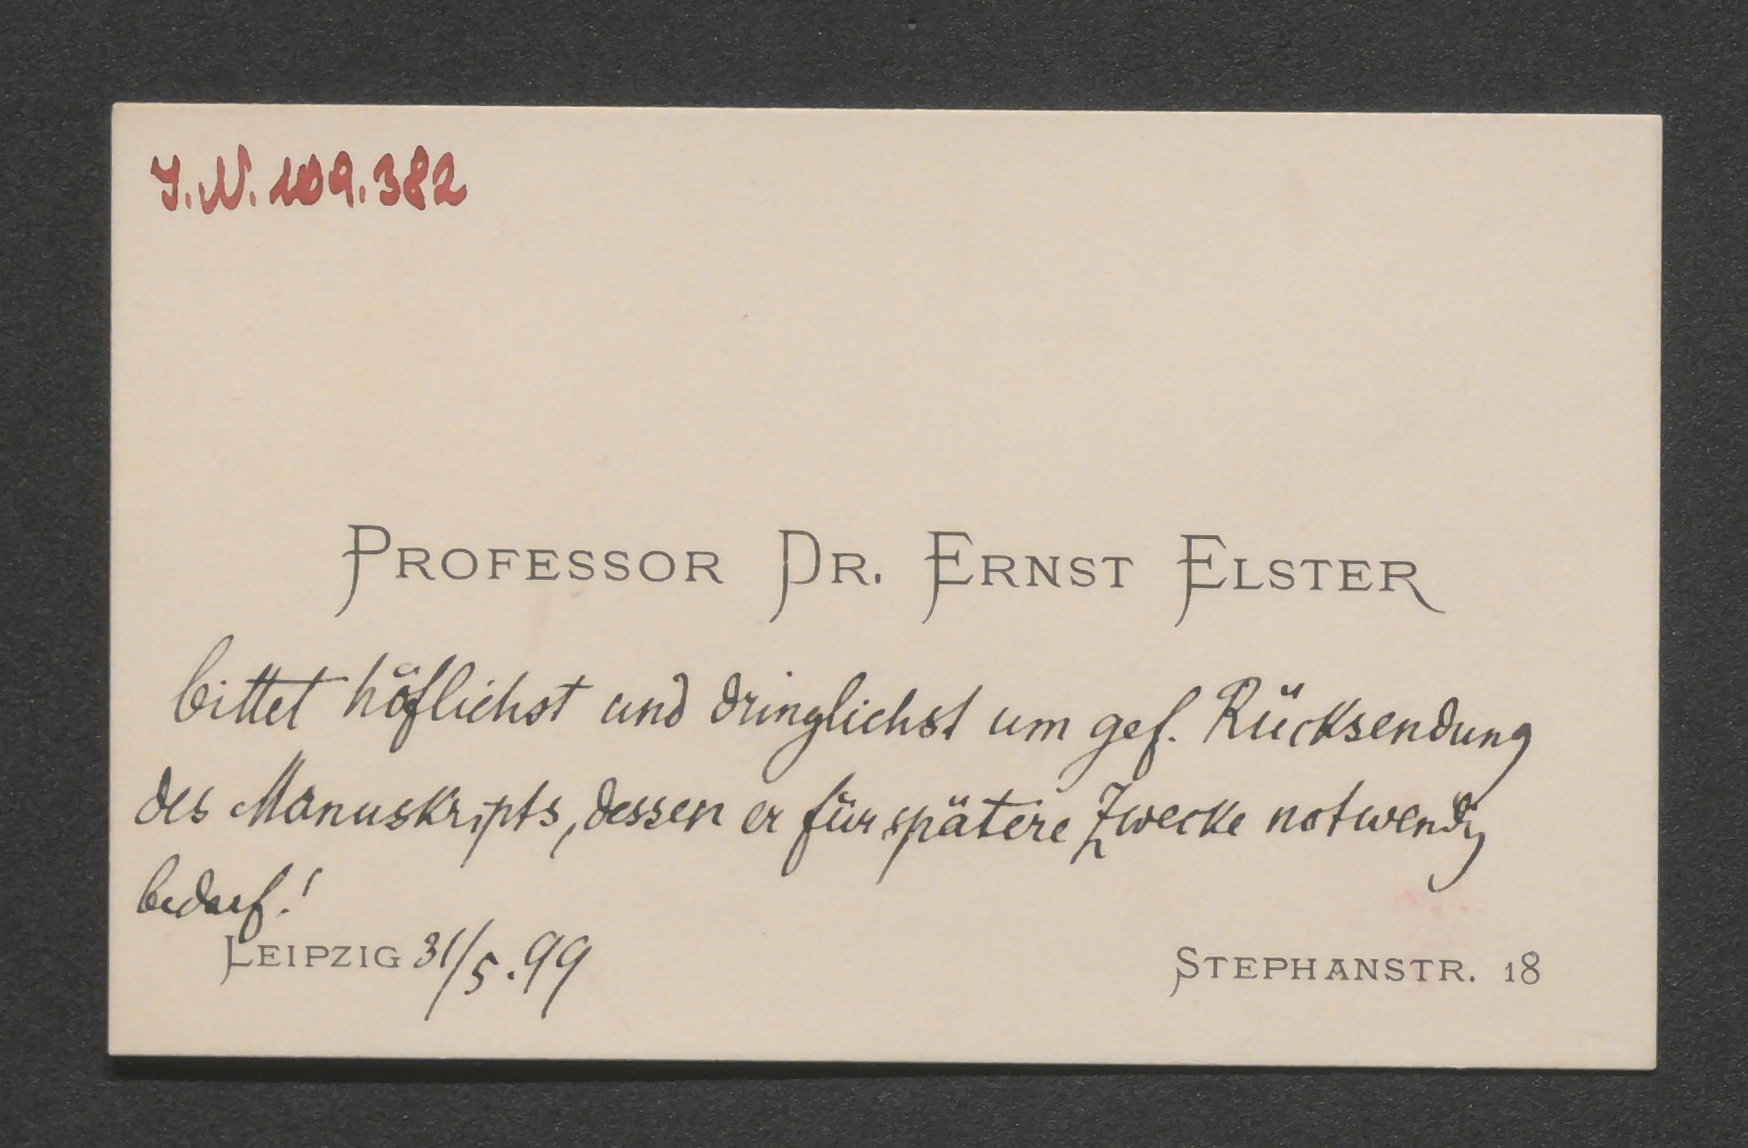 J.N. 109.382
PROFESSOR DR. ERNST ELSTER
bittet höflichst und dringlichst um gef. Rücksendung
des Manuskripts, dessen er für spätere Zwecke notwendig
bedarf!
LEIPZIG 31/5.99
STEPHANSTR. 18